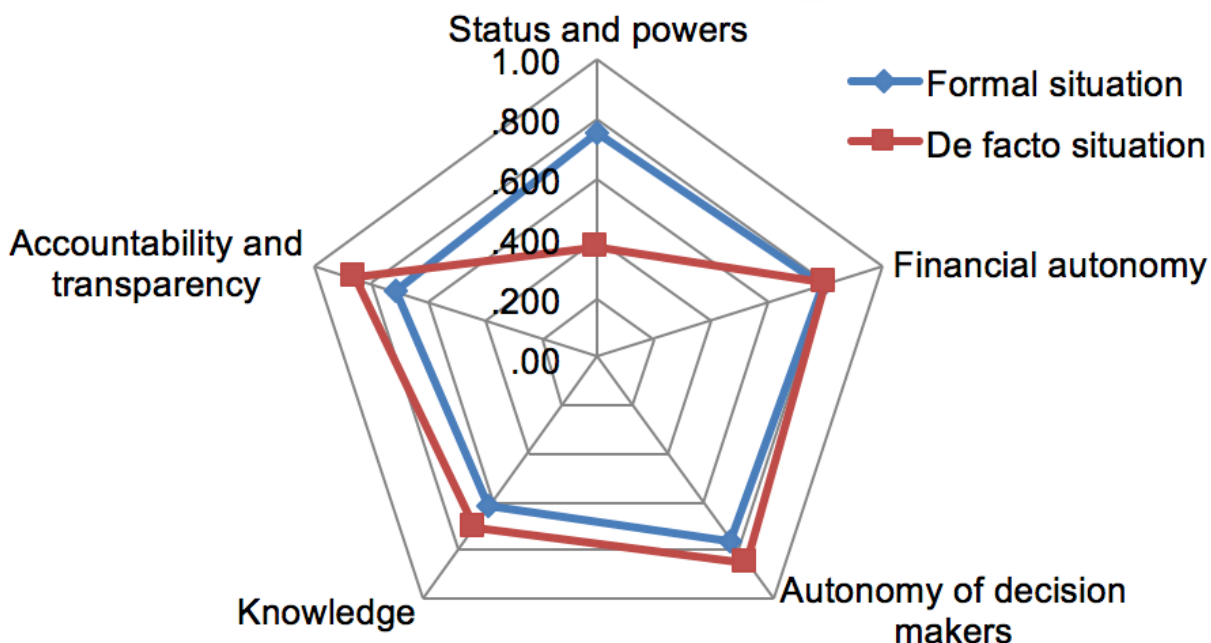 Status and powers
1.00
.800
.600
.400
.200
.00
Formal situation
De facto situation
Accountability and
transparency
Financial autonomy
Knowledge
Autonomy of decision
makers